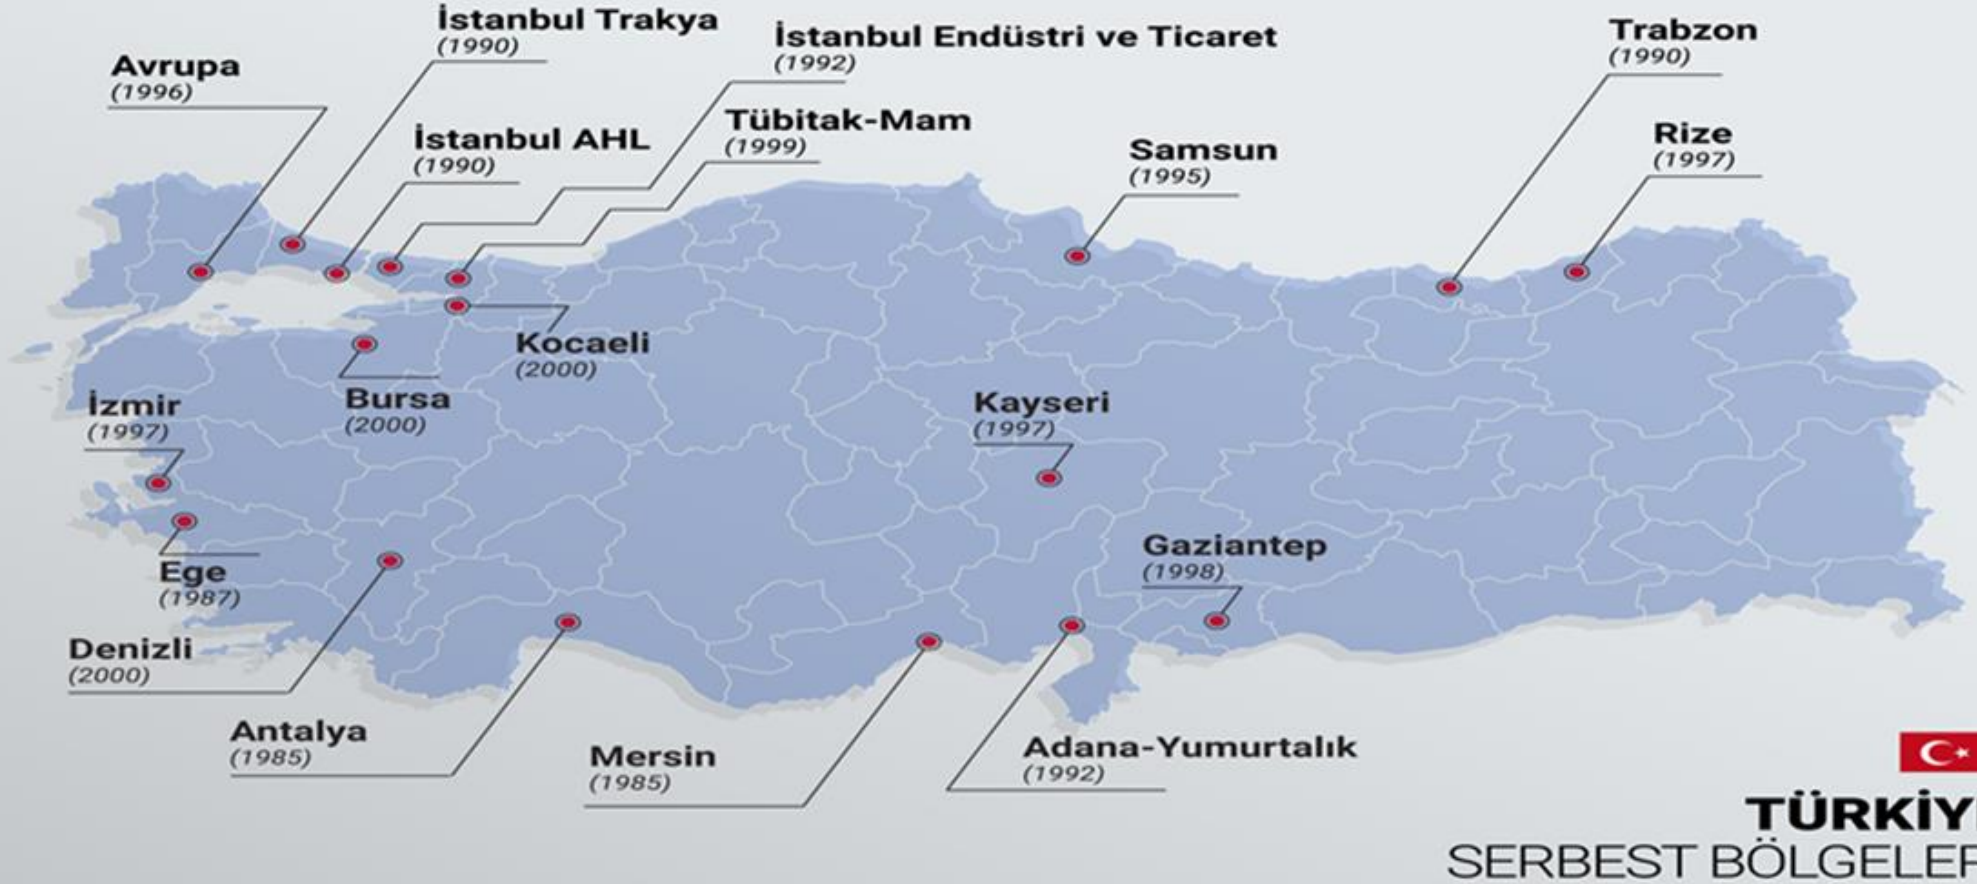 İstanbul Trakya
(1990)
İstanbul Endüstri ve Ticaret
(1992)
Trabzon
(1990)
Avrupa
(1996)
İstanbul AHL
(1990)
Tübitak-Mam
(1999)
Samsun
(1995)
Rize
(1997)
Kocaeli
(2000)
Bursa
(2000)
İzmir
(1997)
Kayseri
(1997)
Ege
(1987)
Gaziantep
(1998)
Denizli
(2000)
Antalya
(1985)
Mersin
(1985)
Adana-Yumurtalık
(1992)
TÜRKİY
SERBEST BÖLGELER